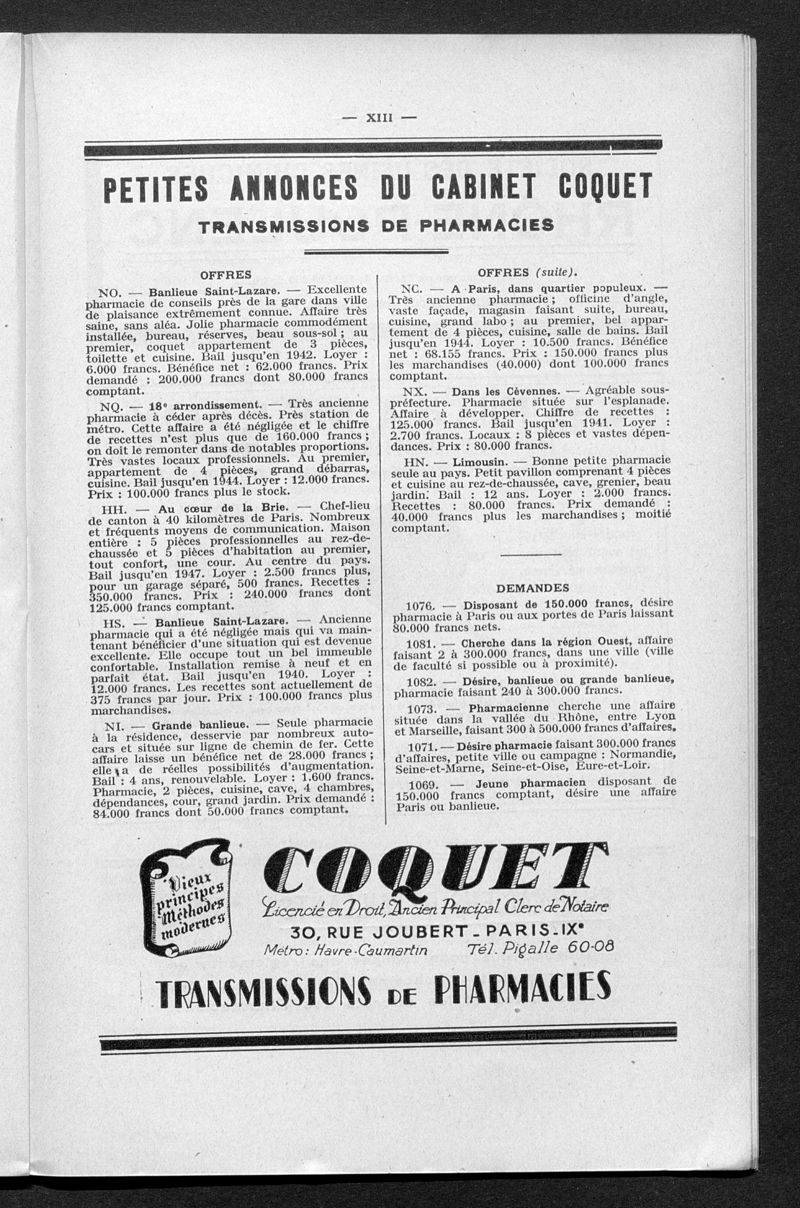 — XIII —
PETITES ANNONCES DU CABINET COQUET
TRANSMISSIONS DE PHARMACIES
OFFRES
NO. — Banlieue Saint-Lazare. — Excellente
pharmacie de conseils près de la gare dans ville
de plaisance extrêmement connue. Affaire très
saine, sans aléa. Jolie pharmacie commodément
installée, bureau, réserves, beau sous-sol ; au
premier, coquet appartement de 3 pièces,
toilette et cuisine. Bail jusqu'en 1942. Loyer :
6.000 francs. Bénéfice net : 62.000 francs. Prix
demandé : 200.000 francs dont 80.000 francs
comptant.
NQ. — 18e arrondissement. — Très ancienne
pharmacie à céder après décès. Près station de
métro. Cette affaire a été négligée et le chiffre
de recettes n'est plus que de 160.000 francs ;
on doit le remonter dans de notables proportions.
Très vastes locaux professionnels. Au premier,
appartement de 4 pièces, grand débarras,
cuisine. Bail jusqu'en 1944. Loyer : 12.000 francs.
Prix : 100.000 francs plus le stock.
HH. — Au cœur de la Brie. — Chef-lieu
de canton à 40 kilomètres de Paris. Nombreux
et fréquents moyens de communication. Maison
entière : 5 pièces professionnelles au rez-de-
chaussée et 5 pièces d'habitation au premier,
tout confort, une cour. Au centre du pays.
Bail jusqu'en 1947. Loyer : 2.500 francs plus,
pour un garage séparé, 500 francs. Recettes :
350.000 francs. Prix : 240.000 francs dont
125.000 francs comptant.
HS. — Banlieue Saint-Lazare. — Ancienne
pharmacie qui a été négligée mais qui va main-
tenant bénéficier d'une situation qui est devenue
excellente. Elle occupe tout un bel immeuble
confortable. Installation remise à neuf et en
parfait état. Bail jusqu'en 1940. Loyer :
12.000 francs. Les recettes sont actuellement de
375 francs par jour. Prix : 100.000 francs plus
marchandises.
NI. — Grande banlieue. — Seule pharmacie
à la résidence, desservie par nombreux auto-
cars et située sur ligne de chemin de fer. Cette
affaire laisse un bénéfice net de 28.000 francs ;
elle a de réelles possibilités d'augmentation.
Bail : 4 ans, renouvelable. Loyer : 1.600 francs.
Pharmacie, 2 pièces, cuisine, cave, 4 chambres,
dépendances, cour, grand jardin. Prix demandé :
84.000 francs dont 50.000 francs comptant.
OFFRES (suite).
NC. — A Paris, dans quartier populeux. —
Très ancienne pharmacie ; officine d'angle,
vaste façade, magasin faisant suite, bureau,
cuisine, grand labo ; au premier, bel appar-
tement de 4 pièces, cuisine, salle de bains. Bail
jusqu'en 1944. Loyer : 10.500 francs. Bénéfice
net : 68.155 francs. Prix : 150.000 francs plus
les marchandises (40.000) dont 100.000 francs
comptant.
NX. — Dans les Cévennes. — Agréable sous-
préfecture. Pharmacie située sur l'esplanade.
Affaire à développer. Chiffre de recettes :
125.000 francs. Bail jusqu'en 1941. Loyer :
2.700 francs. Locaux : 8 pièces et vastes dépen-
dances. Prix : 80.000 francs.
HN. — Limousin. — Bonne petite pharmacie
seule au pays. Petit pavillon comprenant 4 pièces
et cuisine au rez-de-chaussée, cave, grenier, beau
jardin. Bail : 12 ans. Loyer : 2.000 francs.
Recettes : 80.000 francs. Prix demandé :
40.000 francs plus les marchandises ; moitié
comptant.
DEMANDES
1076. — Disposant de 150.000 francs, désire
pharmacie à Paris ou aux portes de Paris laissant
80.000 francs nets.
1081. — Cherche dans la région Ouest, affaire
faisant 2 à 300.000 francs, dans une ville (ville
de faculté si possible ou à proximité).
1082. — Désire, banlieue ou grande banlieue,
pharmacie faisant 240 à 300.000 francs.
1073. — Pharmacienne cherche une affaire
située dans la vallée du Rhône, entre Lyon
et Marseille, faisant 300 à 500.000 francs d'affaires.
1071. — Désire pharmacie faisant 300.000 francs
d'affaires, petite ville ou campagne : Normandie,
Seine-et-Marne, Seine-et-Oise, Eure-et-Loir.
1069. — Jeune pharmacien disposant de
150.000 francs comptant, désire une affaire
Paris ou banlieue.
Vieux
principes
Méthodes
modernes
COQUET
Licencié en Droit, Ancien Principal Clerc de Notaire
30, RUE JOUBERT - PARIS-IXe
Métro : Havre-Caumartin Tél. Pigalle 60-08
TRANSMISSIONS DE PHARMACIES